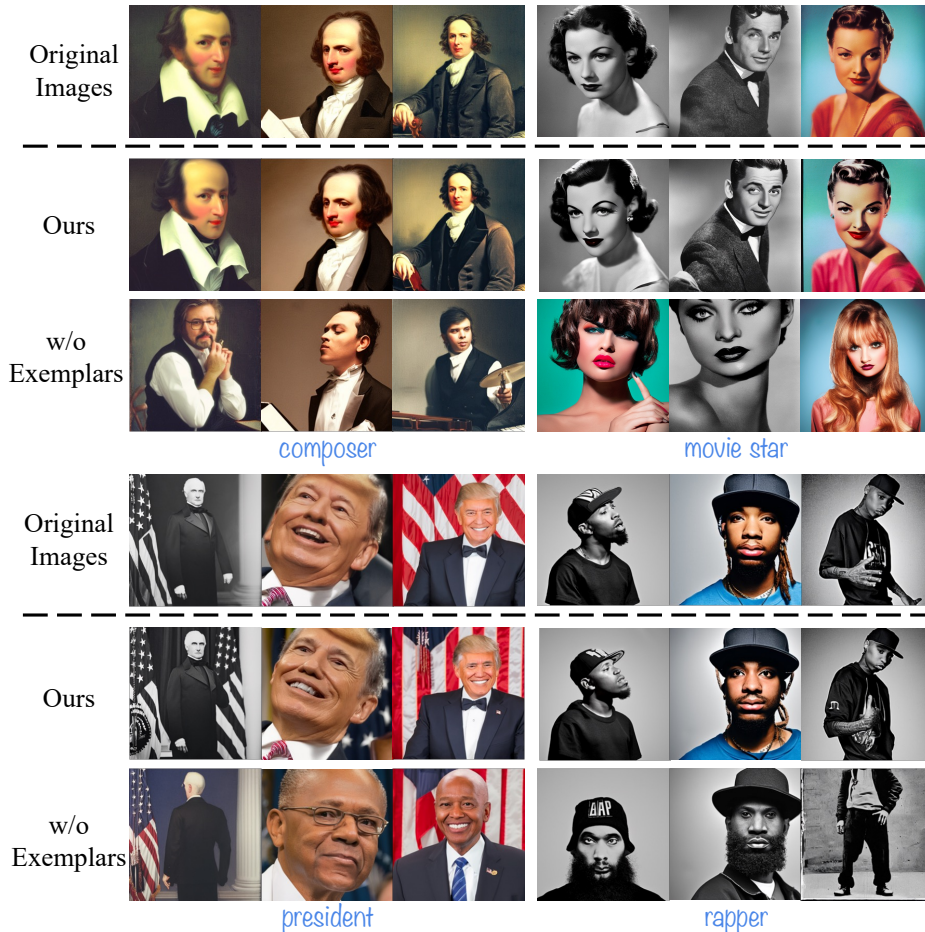 Original
Images
Ours
w/o
Exemplars
composer
movie star
Original
Images
Ours
w/o
Exemplars
president
rapper